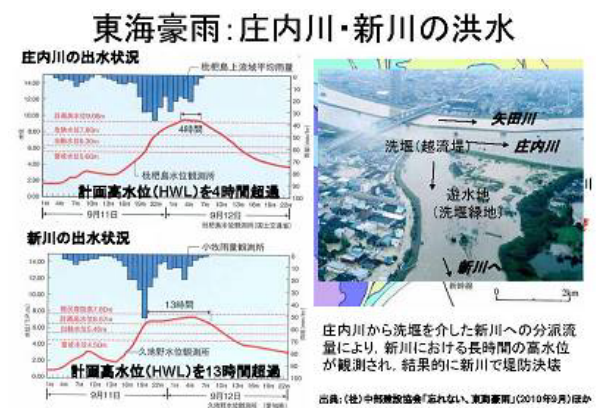 東海豪雨：庄内川・新川の洪水
庄内川の出水状況
枇杷島上流域平均雨量
4時間
枇杷島水位観測所
計画高水位(HWL)を4時間超過
9月11日
9月12日
新川の出水状況
小牧雨量観測所
13時間
久地野水位観測所
計画高水位(HWL)を13時間超過
9月11日
9月12日
矢田川
洗堰(越流堤)
庄内川
遊水地
(洗堰緑地)
新川へ
新幹線
0
2km
庄内川から洗堰を介した新川への分派流
量により，新川における長時間の高水位
が観測され，結果的に新川で堤防決壊
出典：(社)中部建設協会「忘れない、東海豪雨」(2010年9月)ほか